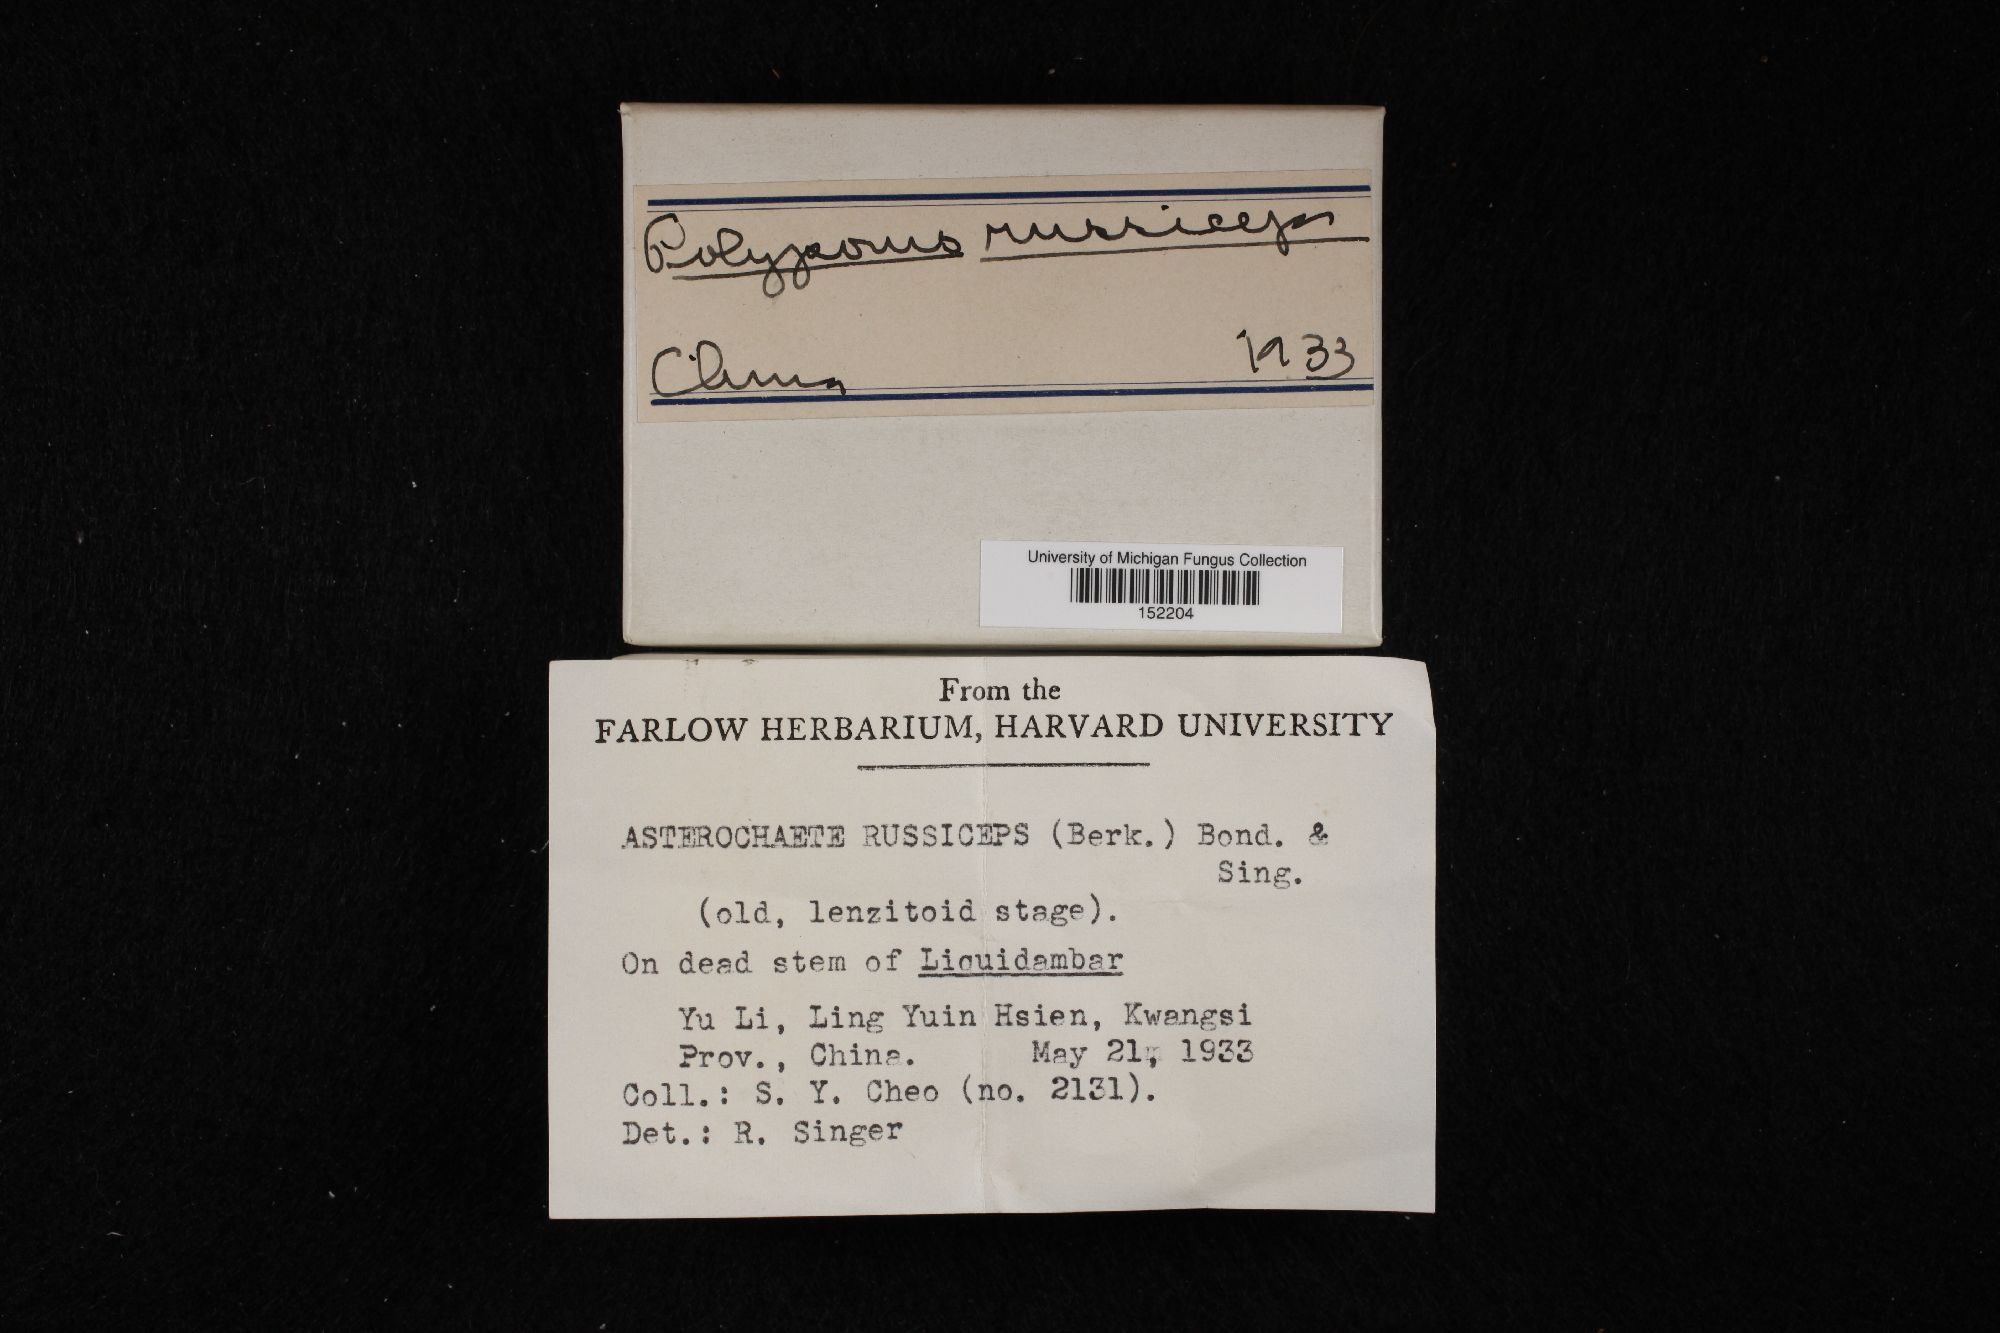 Polyporus russiceps
China 1933
University of Michigan Fungus Collection
152204
From the
FARLOW HERBARIUM, HARVARD UNIVERSITY
ASTEROCHAETE RUSSICEPS (Berk.) Bond. &
Sing.
(old, lenzitoid stage).
On dead stem of Liquidambar
Yu Li, Ling Yuin Hsien, Kwangsi
Prov., China. May 21, 1933
Coll.: S. Y. Cheo (no. 2131).
Det.: R. Singer